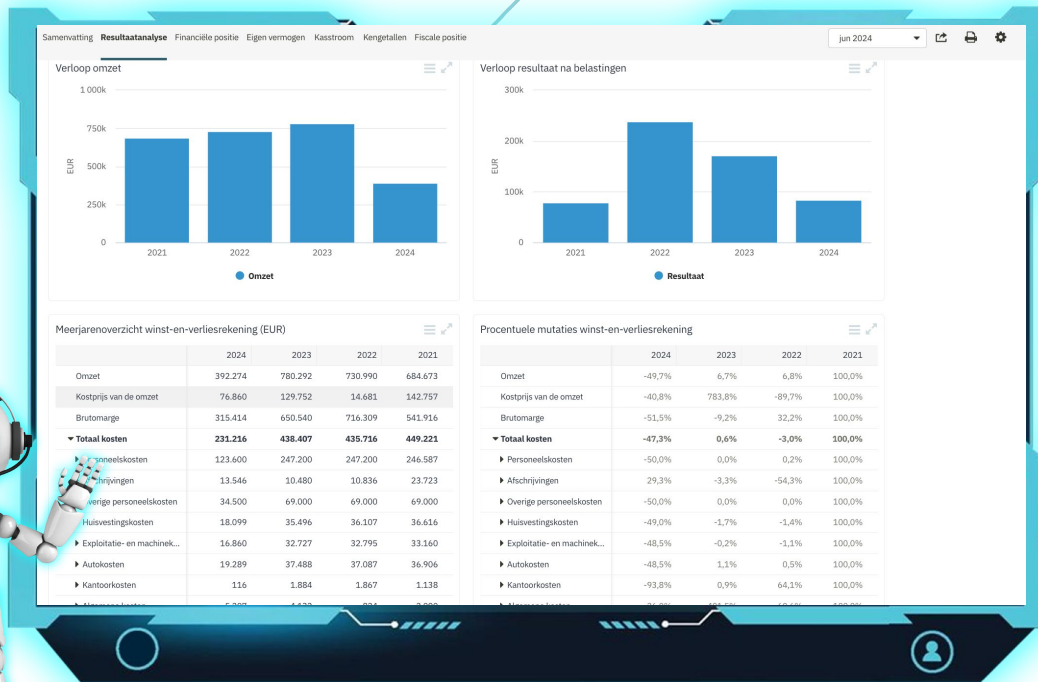 Samenvatting Resultaatanalyse Financiële positie Eigen vermogen Kasstroom Kengetallen Fiscale positie
jun 2024
Verloop omzet
1 000k
750k
500k
250k
0
EUR
2021 2022 2023 2024
Omzet
Verloop resultaat na belastingen
300k
200k
100k
0
EUR
2021 2022 2023 2024
Resultaat
Meerjarenoverzicht winst-en-verliesrekening (EUR)
2024 2023 2022 2021
Omzet 392.274 780.292 730.990 684.673
Kostprijs van de omzet 76.860 129.752 14.681 142.757
Brutomarge 315.414 650.540 716.309 541.916
Totaal kosten 231.216 438.407 435.716 449.221
Personeelskosten 123.600 247.200 247.200 246.587
Afschrijvingen 13.546 10.480 10.836 23.723
Overige personeelskosten 34.500 69.000 69.000 69.000
Huisvestingskosten 18.099 35.496 36.107 36.616
Exploitatie- en machinek... 16.860 32.727 32.795 33.160
Autokosten 19.289 37.488 37.087 36.906
Kantoorkosten 116 1.884 1.867 1.138
Procentuele mutaties winst-en-verliesrekening
2024 2023 2022 2021
Omzet -49,7% 6,7% 6,8% 100,0%
Kostprijs van de omzet -40,8% 783,8% -89,7% 100,0%
Brutomarge -51,5% -9,2% 32,2% 100,0%
Totaal kosten -47,3% 0,6% -3,0% 100,0%
Personeelskosten -50,0% 0,0% 0,2% 100,0%
Afschrijvingen 29,3% -3,3% -54,3% 100,0%
Overige personeelskosten -50,0% 0,0% 0,0% 100,0%
Huisvestingskosten -49,0% -1,7% -1,4% 100,0%
Exploitatie- en machinek... -48,5% -0,2% -1,1% 100,0%
Autokosten -48,5% 1,1% 0,5% 100,0%
Kantoorkosten -93,8% 0,9% 64,1% 100,0%